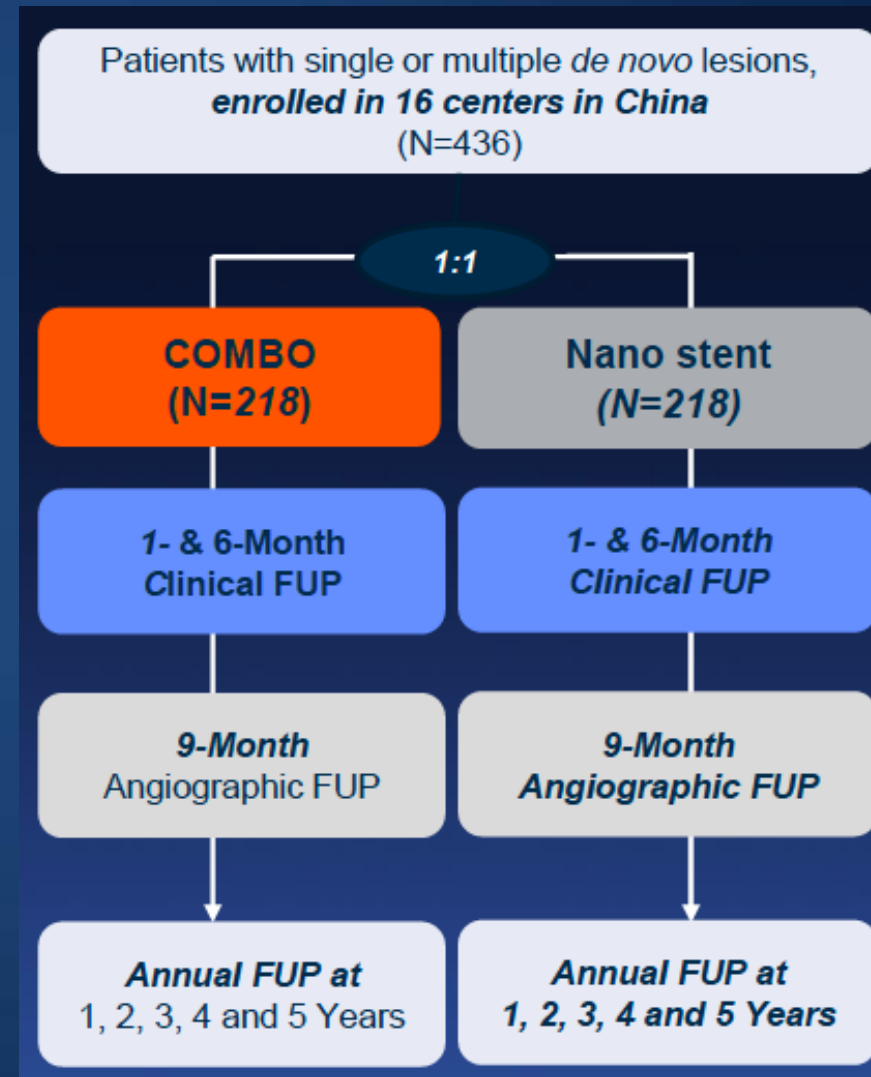 Patients with single or multiple de novo lesions,
enrolled in 16 centers in China
(N=436)
1:1
COMBO
(N=218)
Nano stent
(N=218)
1- & 6-Month
Clinical FUP
1- & 6-Month
Clinical FUP
9-Month
Angiographic FUP
9-Month
Angiographic FUP
Annual FUP at
1, 2, 3, 4 and 5 Years
Annual FUP at
1, 2, 3, 4 and 5 Years